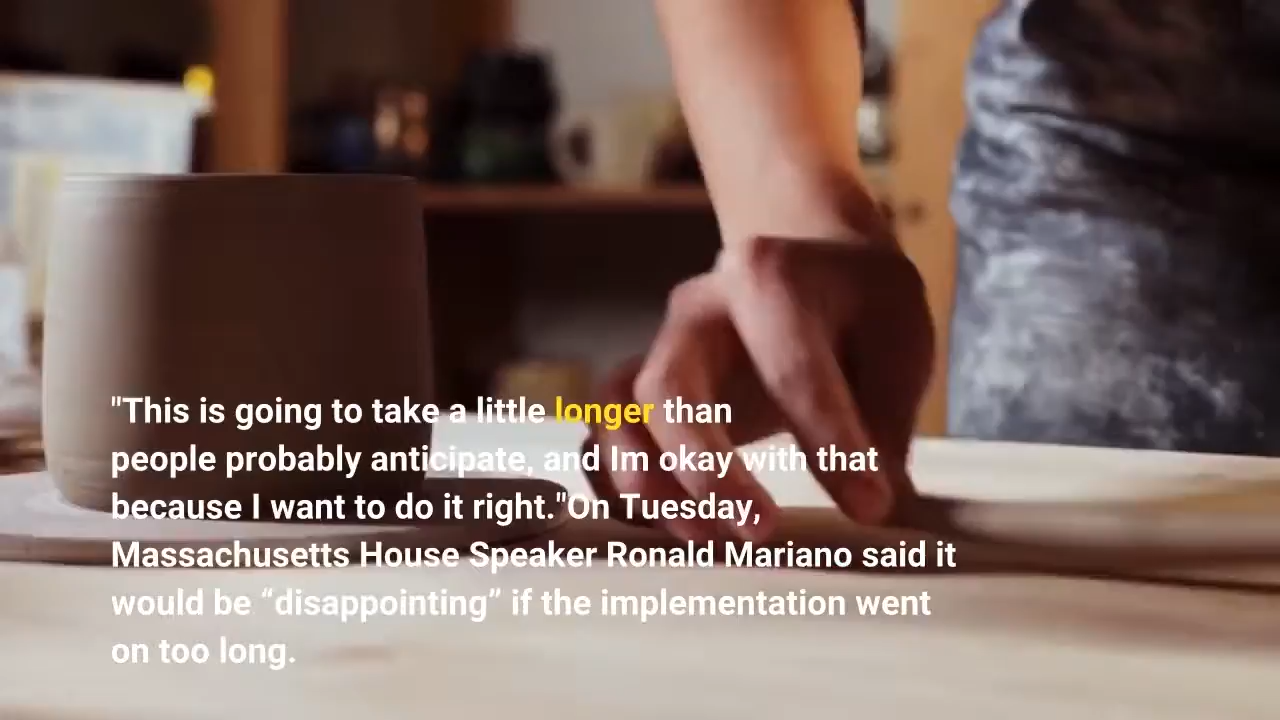 "This is going to take a little longer than
people probably anticipate, and Im okay with that
because I want to do it right."On Tuesday,
Massachusetts House Speaker Ronald Mariano said it
would be “disappointing” if the implementation went
on too long.